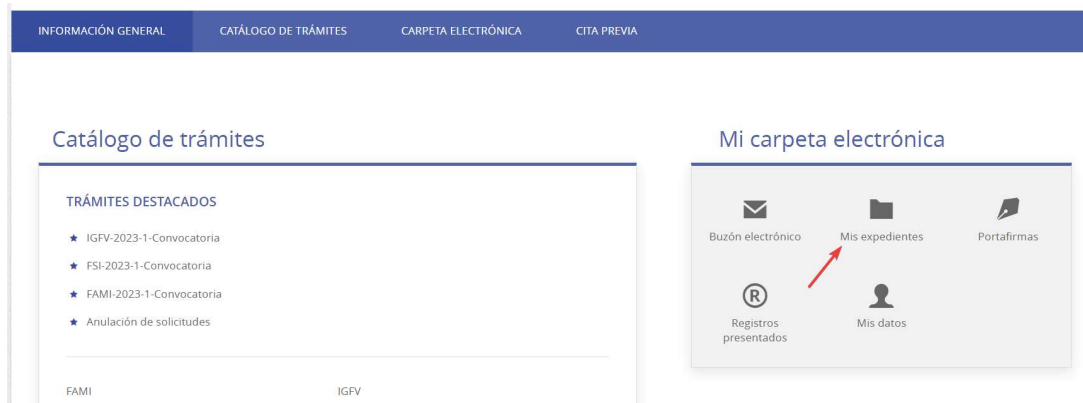 INFORMACIÓN GENERAL
CATÁLOGO DE TRÁMITES
CARPETA ELECTRÓNICA
CITA PREVIA
Catálogo de trámites
TRÁMITES DESTACADOS
IGFV-2023-1-Convocatoria
FSI-2023-1-Convocatoria
FAMI-2023-1-Convocatoria
Anulación de solicitudes
FAMI
IGFV
Mi carpeta electrónica
Buzón electrónico
Mis expedientes
Portafirmas
®
Registros
presentados
Mis datos